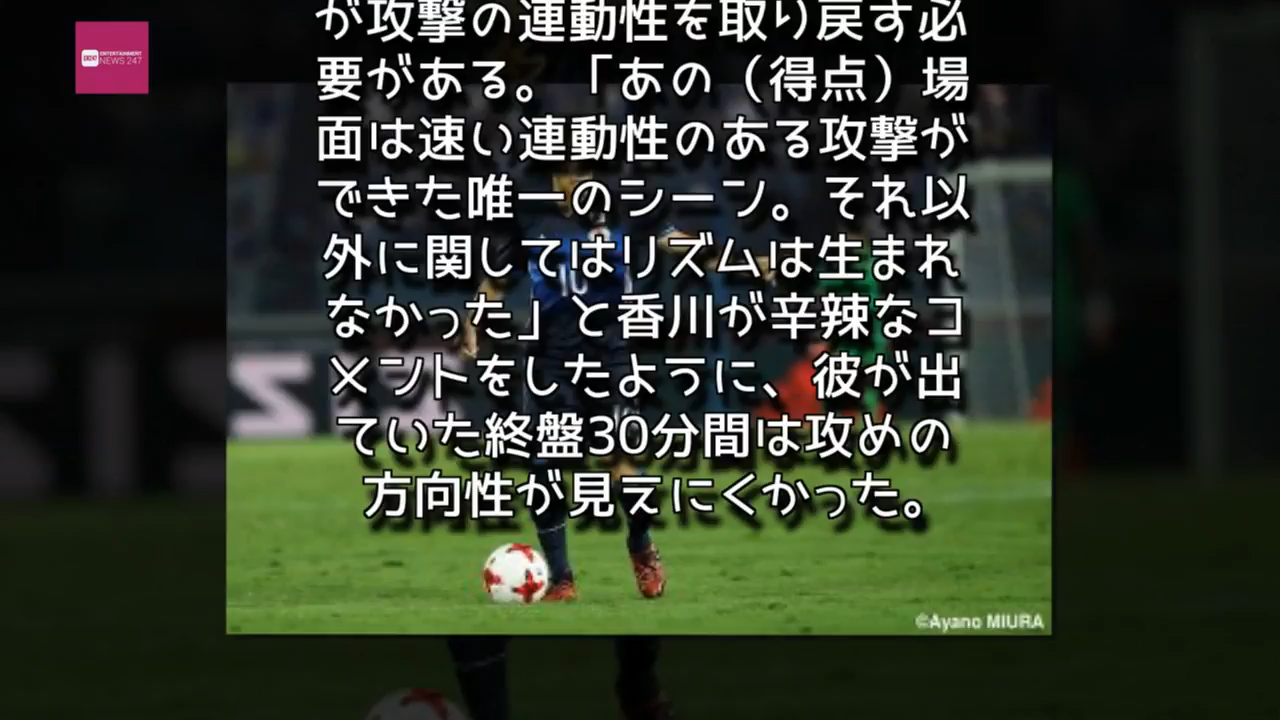 ENTERTAINMENT
NEWS 247
が攻撃の連動性を取り戻す必
要がある。「あの（得点）場
面は速い連動性のある攻撃が
できた唯一のシーン。それ以
外に関してはリズムは生まれ
なかった」と香川が辛辣なコ
メントをしたように、彼が出
ていた終盤30分間は攻めの
方向性が見えにくかった。
10
©Ayano MIURA